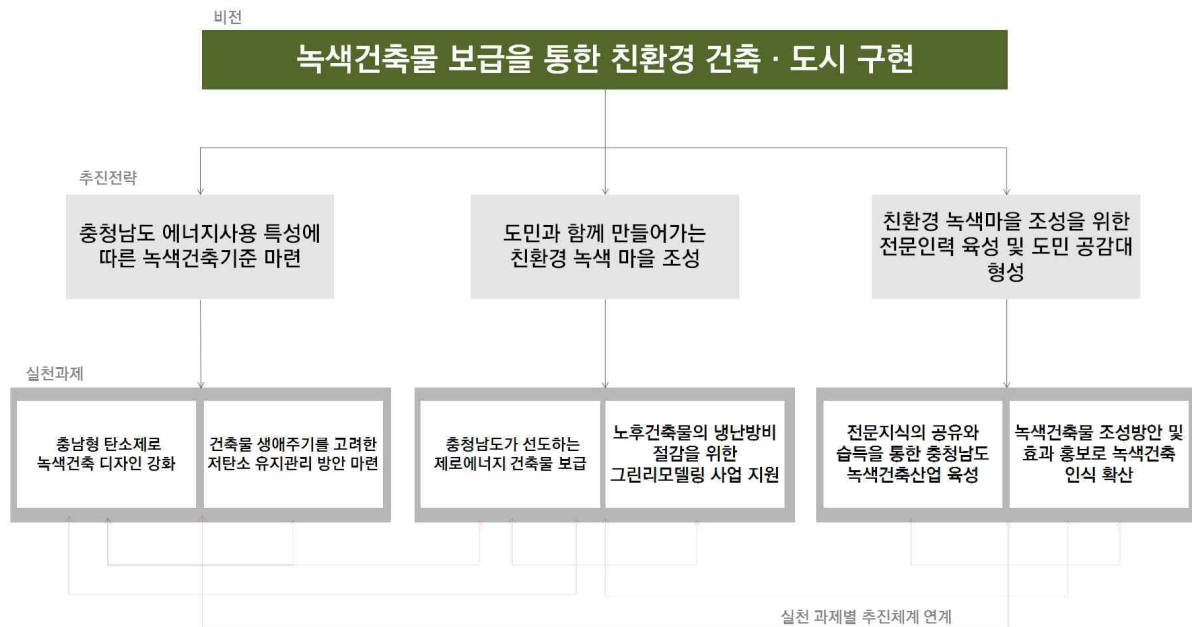 비전
녹색건축물 보급을 통한 친환경 건축 · 도시 구현
추진전략
충청남도 에너지사용 특성에
따른 녹색건축기준 마련
도민과 함께 만들어가는
친환경 녹색 마을 조성
친환경 녹색마을 조성을 위한
전문인력 육성 및 도민 공감대
형성
실천과제
충남형 탄소제로
녹색건축 디자인 강화
건축물 생애주기를 고려한
저탄소 유지관리 방안 마련
충청남도가 선도하는
제로에너지 건축물 보급
노후건축물의 냉난방비
절감을 위한
그린리모델링 사업 지원
전문지식의 공유와
습득을 통한 충청남도
녹색건축산업 육성
녹색건축물 조성방안 및
효과 홍보로 녹색건축
인식 확산
실천 과제별 추진체계 연계